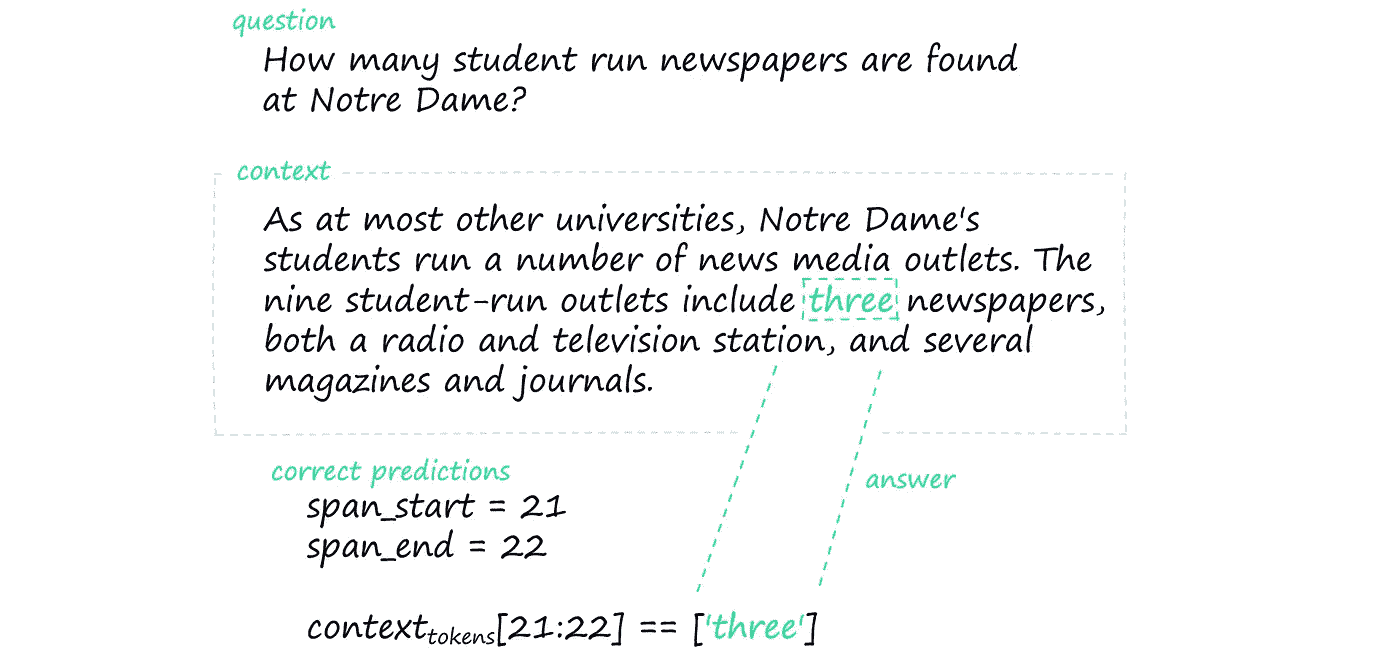 question
How many student run newspapers are found
at Notre Dame?
context
As at most other universities, Notre Dame's
students run a number of news media outlets. The
nine student-run outlets include three newspapers,
both a radio and television station, and several
magazines and journals.
correct predictions
span_start = 21
span_end = 22
answer
context_tokens[21:22] == ['three']